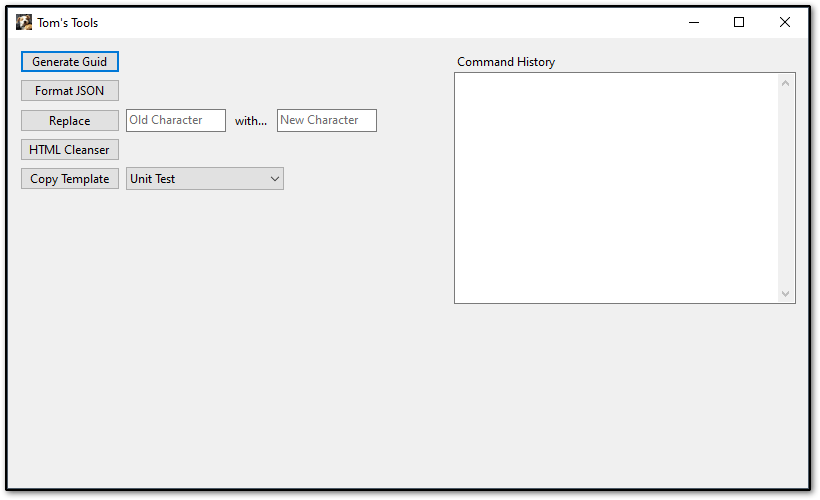 Tom's Tools
Generate Guid
Command History
Format JSON
Replace Old Character with... New Character
HTML Cleanser
Copy Template Unit Test